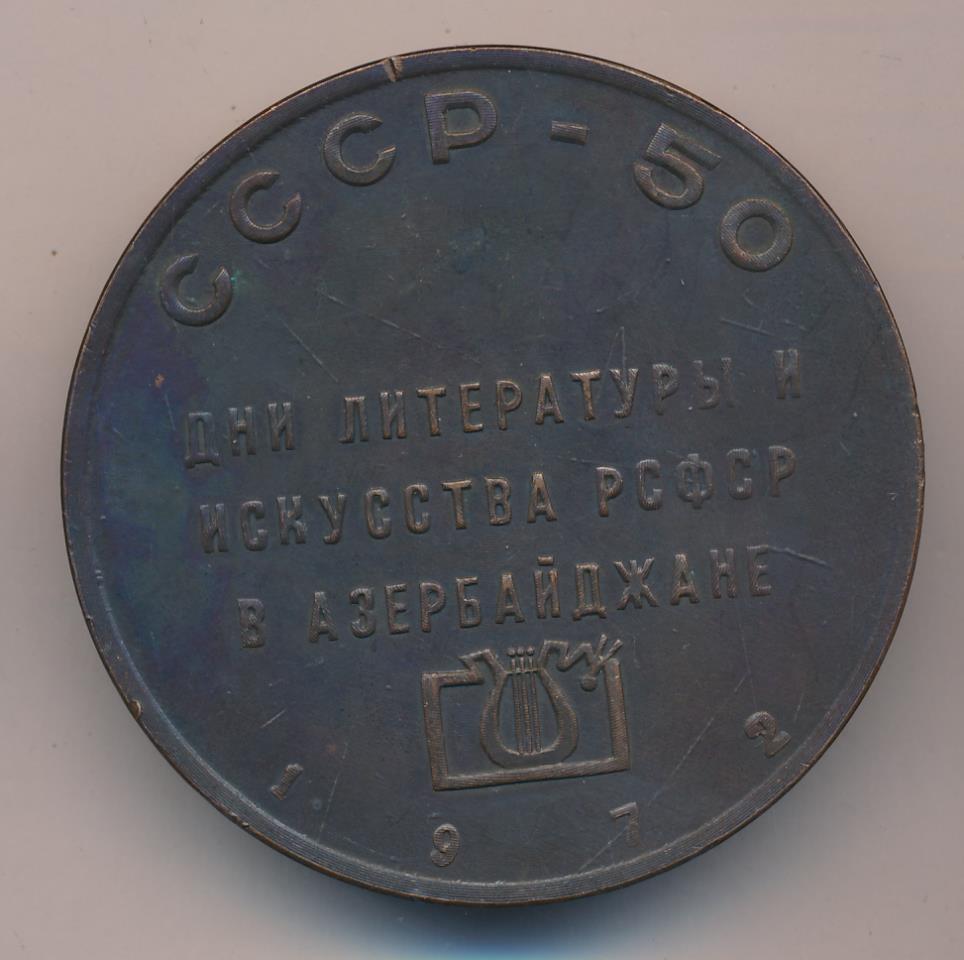 СССР - 50
ДНИ ЛИТЕРАТУРЫ И
ИСКУССТВА РСФСР
В АЗЕРБАЙДЖАНЕ
1972